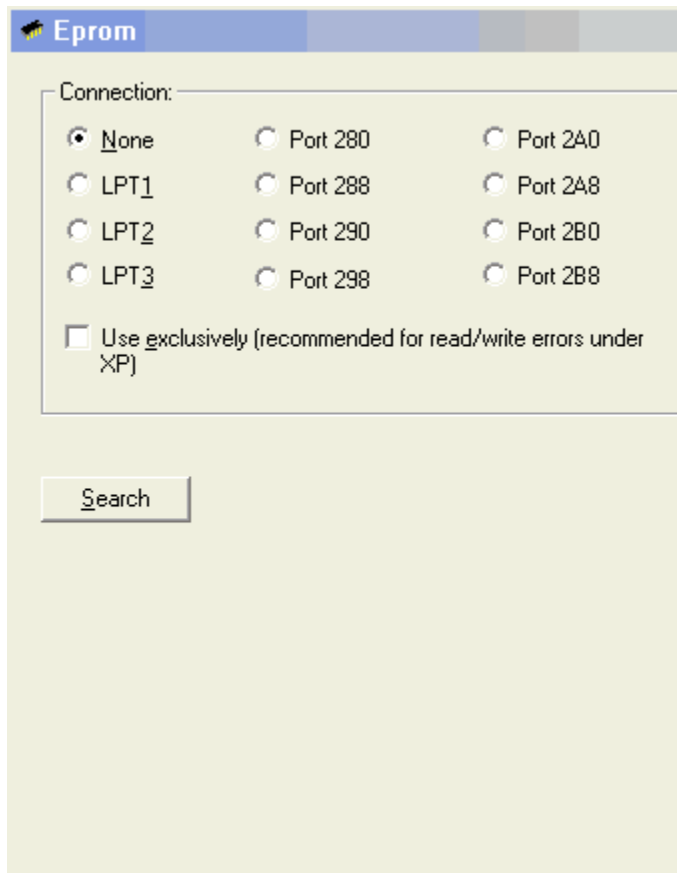 Eprom
Connection:
None Port 280 Port 2A0
LPT1 Port 288 Port 2A8
LPT2 Port 290 Port 2B0
LPT3 Port 298 Port 2B8
Use exclusively (recommended for read/write errors under
XP)
Search